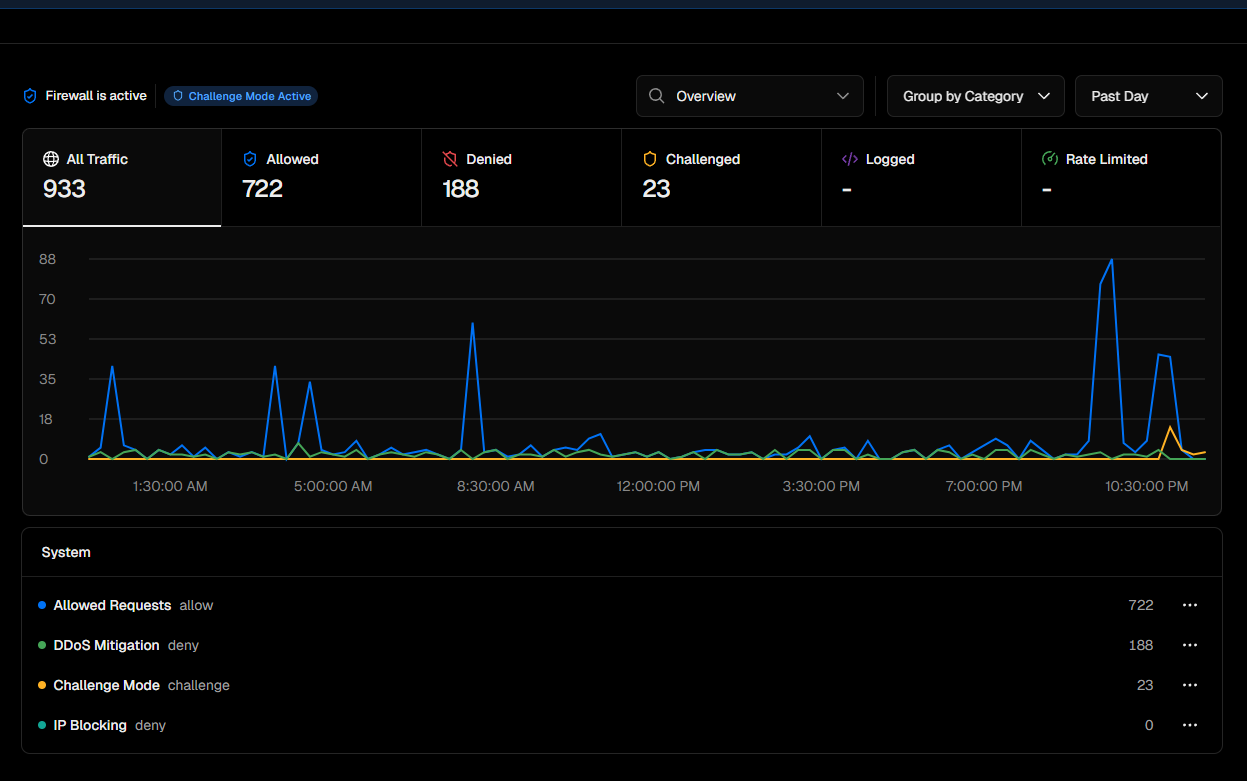 Firewall is active Challenge Mode Active Overview Group by Category Past Day
All Traffic Allowed Denied Challenged Logged Rate Limited
933 722 188 23 - -
88
70
53
35
18
0
1:30:00 AM 5:00:00 AM 8:30:00 AM 12:00:00 PM 3:30:00 PM 7:00:00 PM 10:30:00 PM
System
Allowed Requests allow 722
DDoS Mitigation deny 188
Challenge Mode challenge 23
IP Blocking deny 0